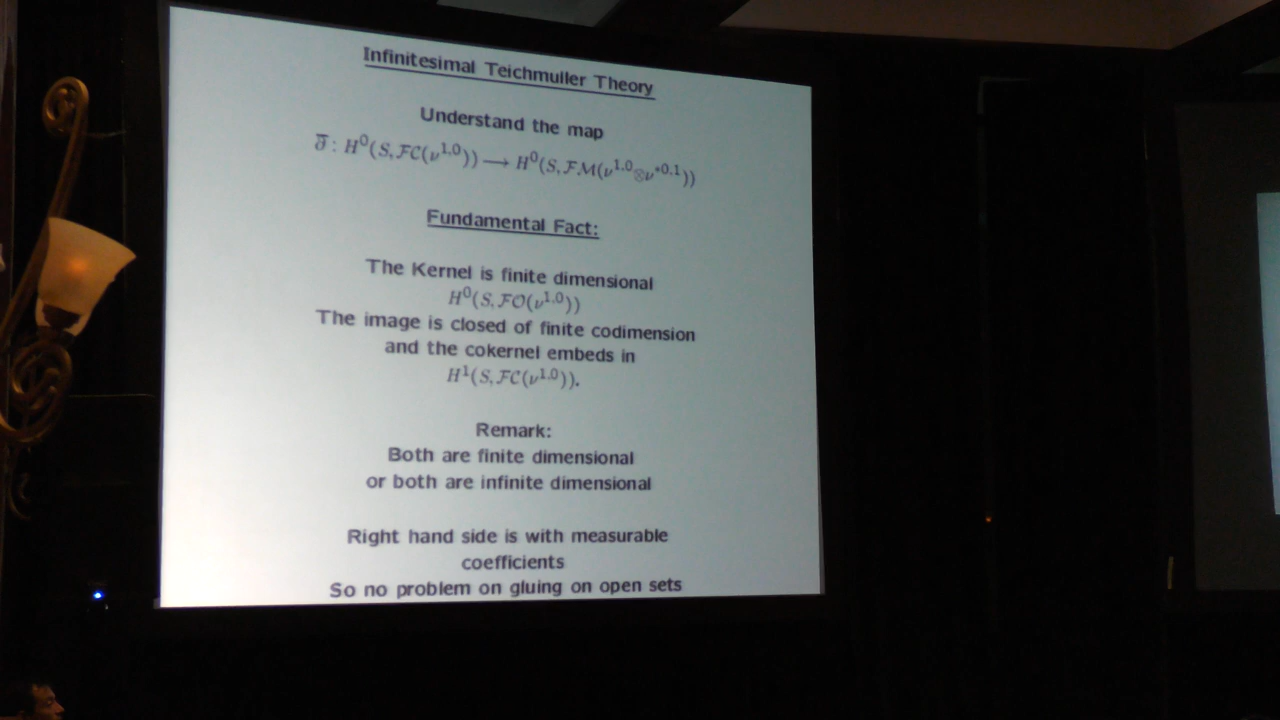 Infinitesimal Teichmuller Theory
Understand the map
∂̅ : H⁰(S, ℱ𝒞(ν^1,0)) ⟶ H⁰(S, ℱℳ(ν^1,0⊗ν^*0,1))
Fundamental Fact:
The Kernel is finite dimensional
H⁰(S, ℱ𝒪(ν^1,0))
The image is closed of finite codimension
and the cokernel embeds in
H¹(S, ℱ𝒞(ν^1,0)).
Remark:
Both are finite dimensional
or both are infinite dimensional
Right hand side is with measurable
coefficients
So no problem on gluing on open sets